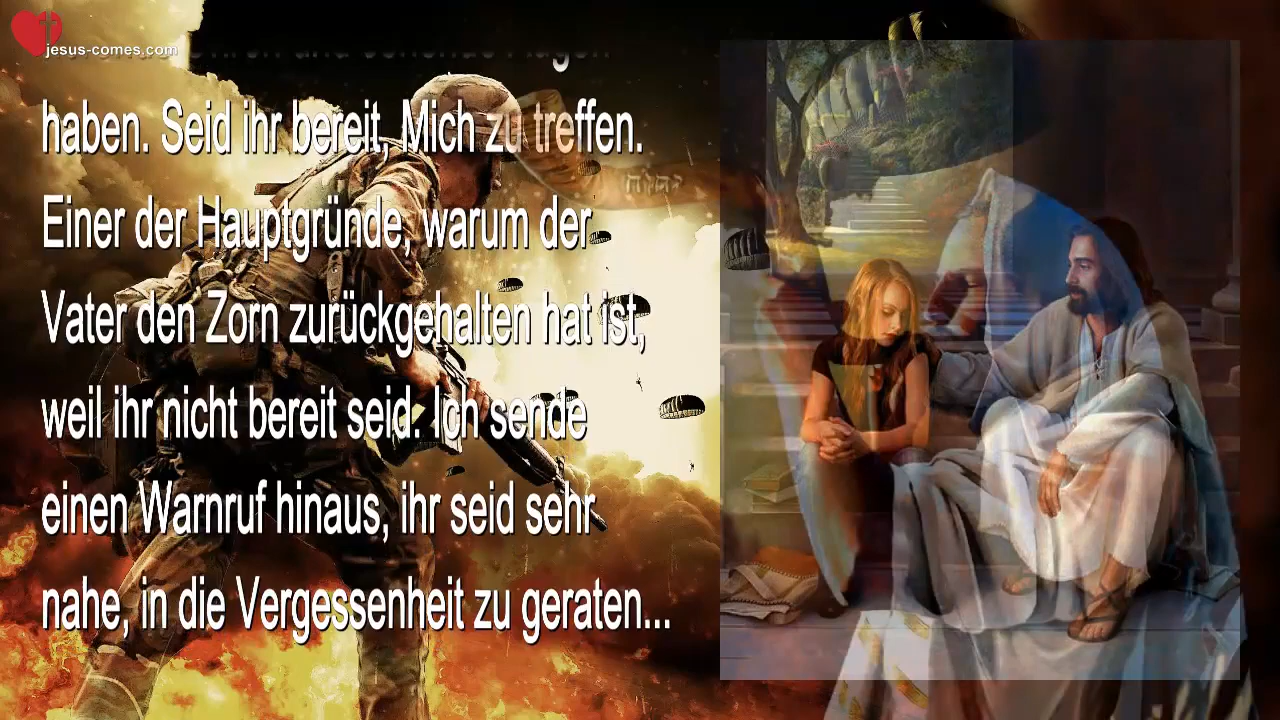 jesus-comes.com
haben. Seid ihr bereit, Mich zu treffen.
Einer der Hauptgründe, warum der
Vater den Zorn zurückgehalten hat ist,
weil ihr nicht bereit seid. Ich sende
einen Warnruf hinaus, ihr seid sehr
nahe, in die Vergessenheit zu geraten...